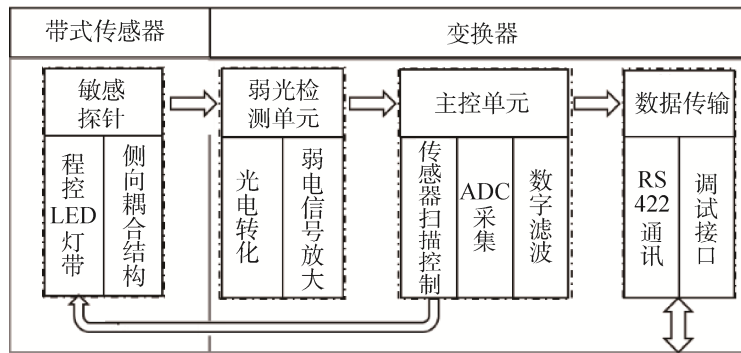 带式传感器
变换器
敏感
探针
弱光检
测单元
主控单元
数据传输
程控
LED
灯带
侧向耦合结构
光电转化
弱电信号放大
传感器扫描控制
ADC
采集
数字滤波
RS
422
通讯
调试接口